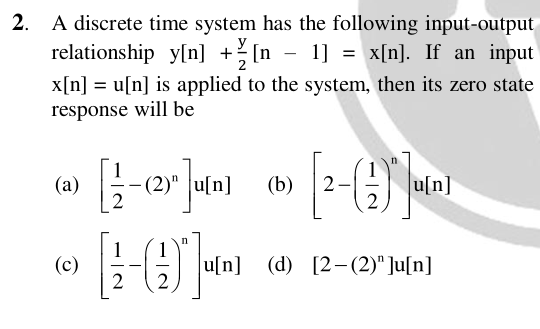 2. A discrete time system has the following input-output
relationship y[n] + y/2 [n − 1] = x[n]. If an input
x[n] = u[n] is applied to the system, then its zero state
response will be
(a) [1/2 − (2)ⁿ] u[n] (b) [2 − (1/2)ⁿ] u[n]
(c) [1/2 − (1/2)ⁿ] u[n] (d) [2 − (2)ⁿ]u[n]